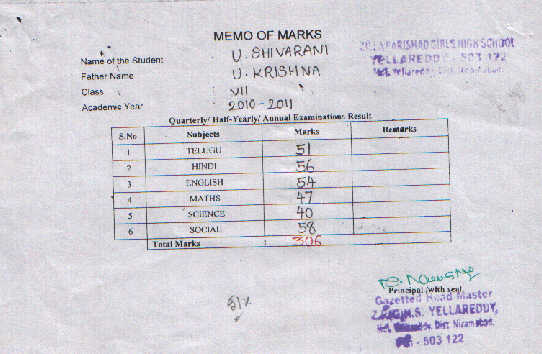 MEMO OF MARKS
Name of the Student : U. SHIVARANI
Father Name : U. KRISHNA
Class : VII
Academic Year : 2010-2011
PARISHAD GIRLS HIGH SCHOOL
YELLAREDDY - 503 122
Quarterly/ Half-Yearly/ Annual Examinations Result
S.No Subjects Marks Remarks
1 TELUGU 51
2 HINDI 56
3 ENGLISH 54
4 MATHS 47
5 SCIENCE 40
6 SOCIAL 58
Total Marks : 306
51%
Principal (with seal)
Gazetted Head Master
YELLAREDDY,
Dist. Nizamabad.
- 503 122